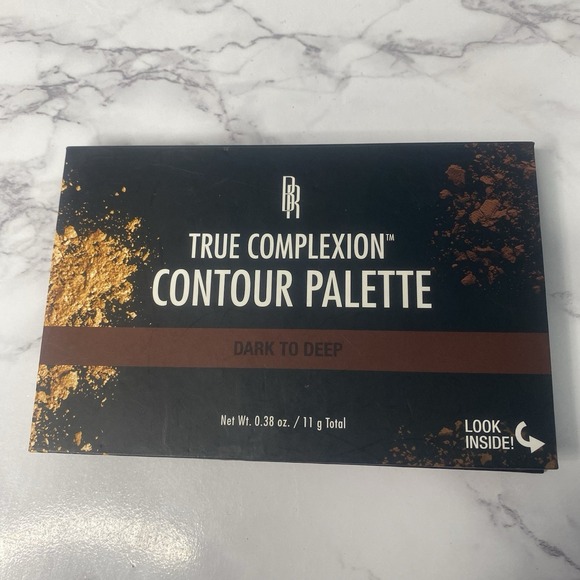 BR
TRUE COMPLEXION™
CONTOUR PALETTE
DARK TO DEEP
Net Wt. 0.38 oz. / 11 g Total
LOOK
INSIDE!